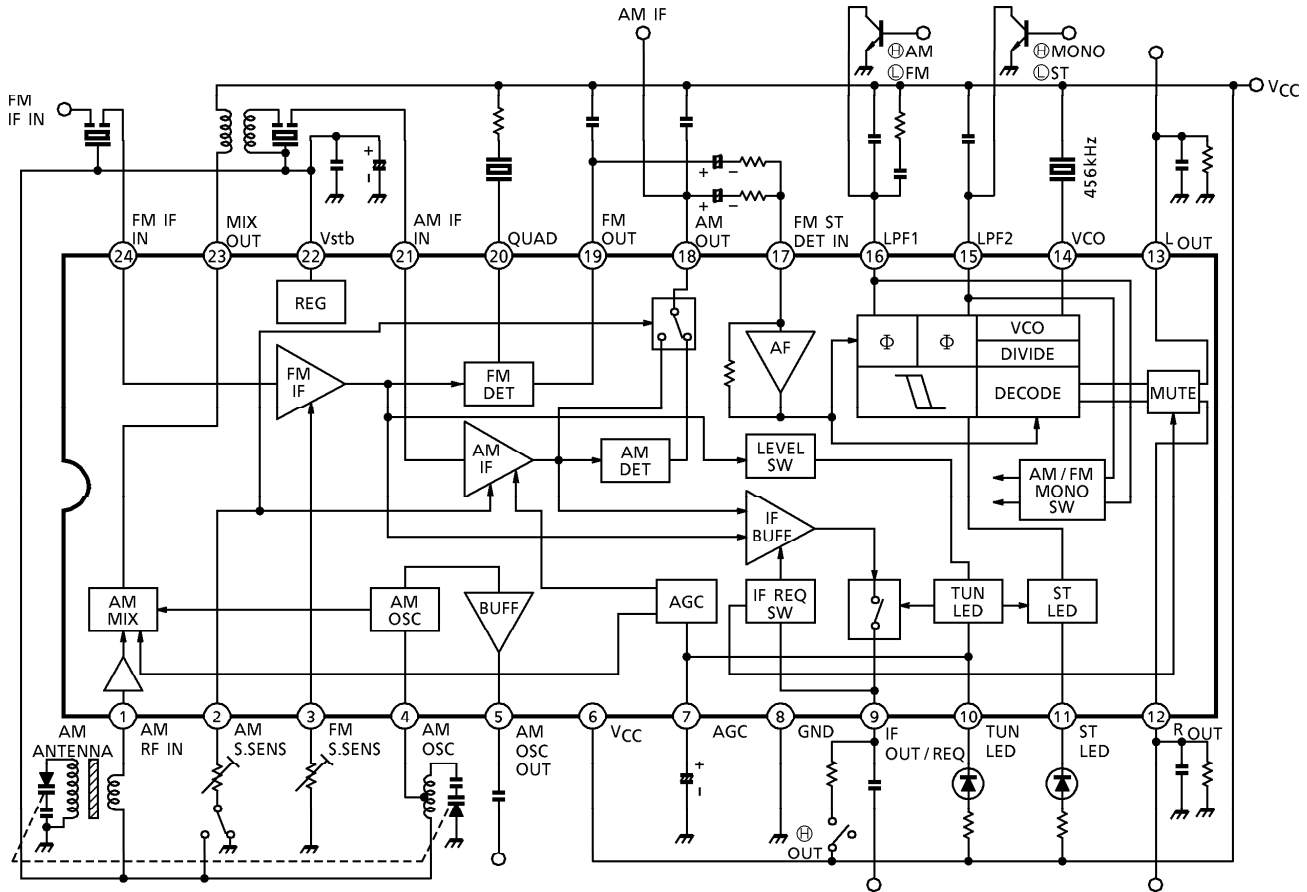 AM IF
Ⓗ AM
Ⓛ FM
Ⓗ MONO
Ⓛ ST
VCC
FM
IF IN
456kHz
FM IF
IN
MIX
OUT
Vstb
AM IF
IN
QUAD
FM
OUT
AM
OUT
FM ST
DET IN
LPF1
LPF2
VCO
L OUT
24
23
22
21
20
19
18
17
16
15
14
13
REG
FM
IF
FM
DET
AF
Φ
Φ
VCO
DIVIDE
DECODE
MUTE
AM
IF
AM
DET
LEVEL
SW
AM / FM
MONO
SW
IF
BUFF
AM
MIX
AM
OSC
BUFF
AGC
IF REQ
SW
TUN
LED
ST
LED
1
2
3
4
5
6
7
8
9
10
11
12
AM
ANTENNA
AM
RF IN
AM
S.SENS
FM
S.SENS
AM
OSC
AM
OSC
OUT
VCC
AGC
GND
IF
OUT / REQ
TUN
LED
ST
LED
R OUT
+
-
+
-
+
-
+
-
Ⓗ
OUT